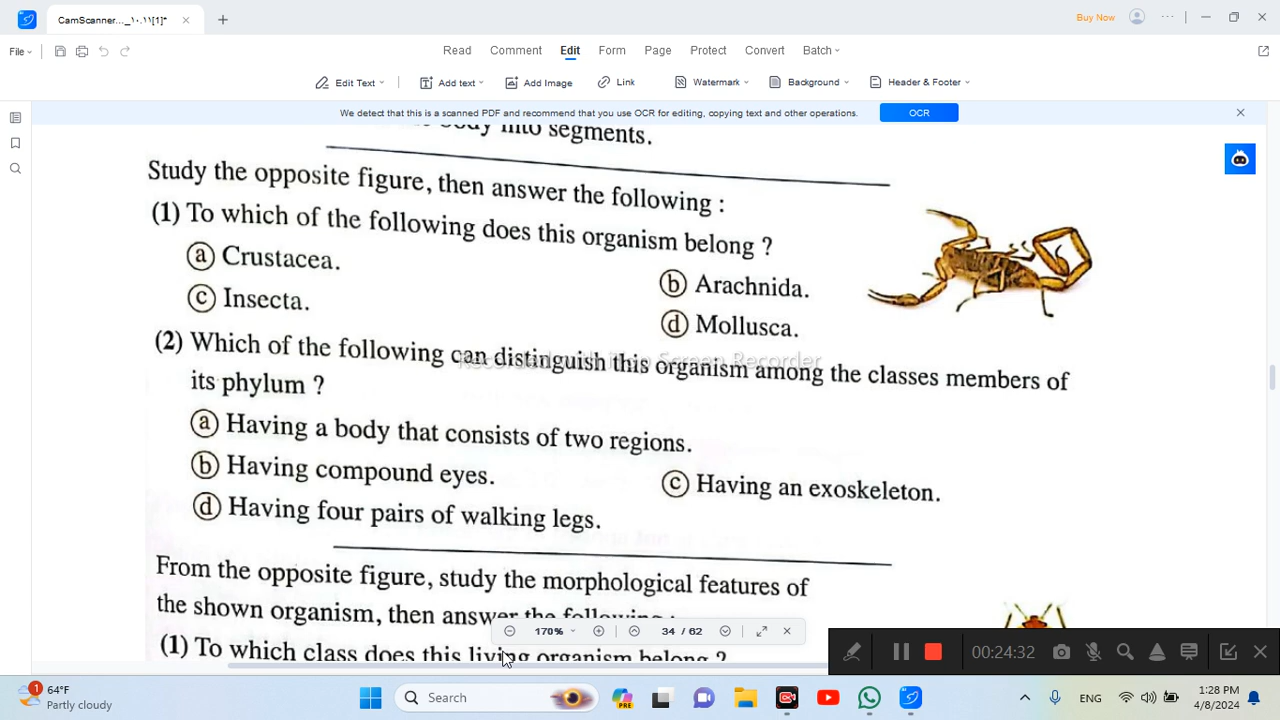 CamScanner..._
Buy Now
File
Read Comment Edit Form Page Protect Convert Batch
Edit Text Add text Add Image Link Watermark Background Header & Footer
We detect that this is a scanned PDF and recommend that you use OCR for editing, copying text and other operations. OCR
body into segments.
Study the opposite figure, then answer the following :
(1) To which of the following does this organism belong ?
ⓐ Crustacea.
ⓑ Arachnida.
ⓒ Insecta.
ⓓ Mollusca.
(2) Which of the following can distinguish this organism among the classes members of
its phylum ?
ⓐ Having a body that consists of two regions.
ⓑ Having compound eyes.
ⓒ Having an exoskeleton.
ⓓ Having four pairs of walking legs.
Screen Recorder
From the opposite figure, study the morphological features of
the shown organism, then answer the following :
(1) To which class does this living organism belong ?
170% 34 / 62
00:24:32
1
64°F
Partly cloudy
Search
PRE
ENG
1:28 PM
4/8/2024